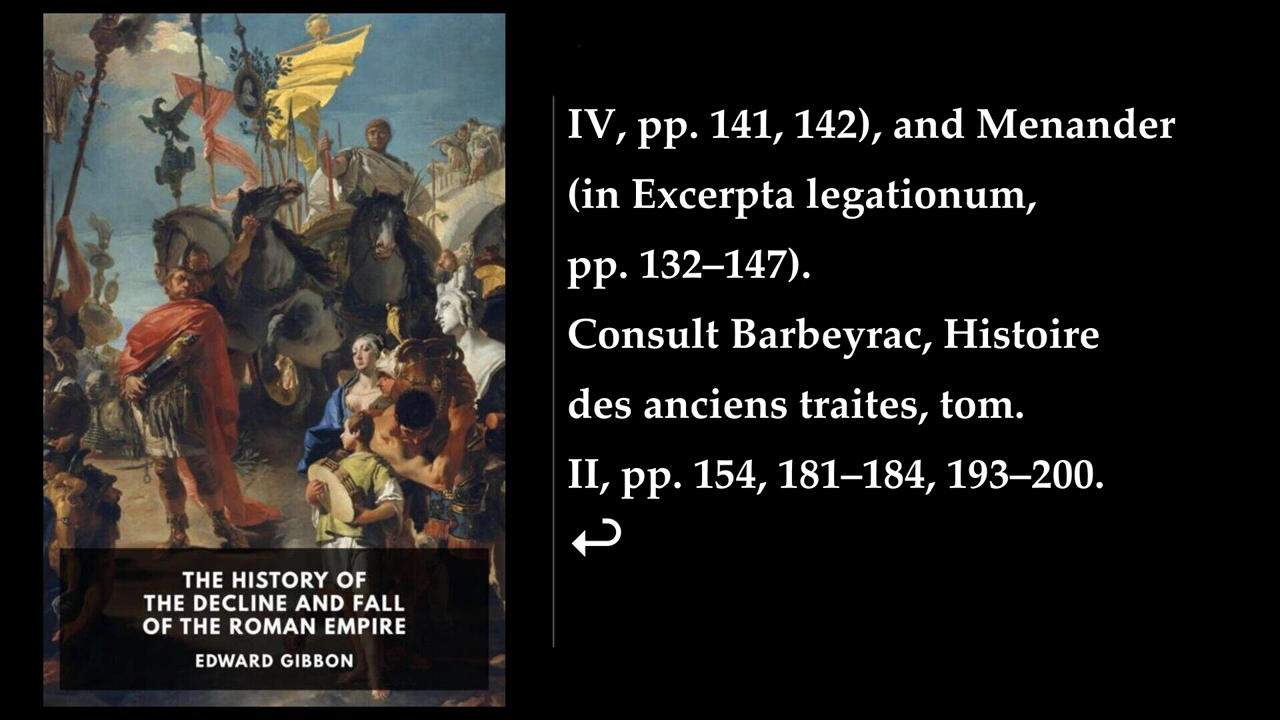 THE HISTORY OF
THE DECLINE AND FALL
OF THE ROMAN EMPIRE
EDWARD GIBBON
IV, pp. 141, 142), and Menander
(in Excerpta legationum,
pp. 132–147).
Consult Barbeyrac, Histoire
des anciens traites, tom.
II, pp. 154, 181–184, 193–200.
↩